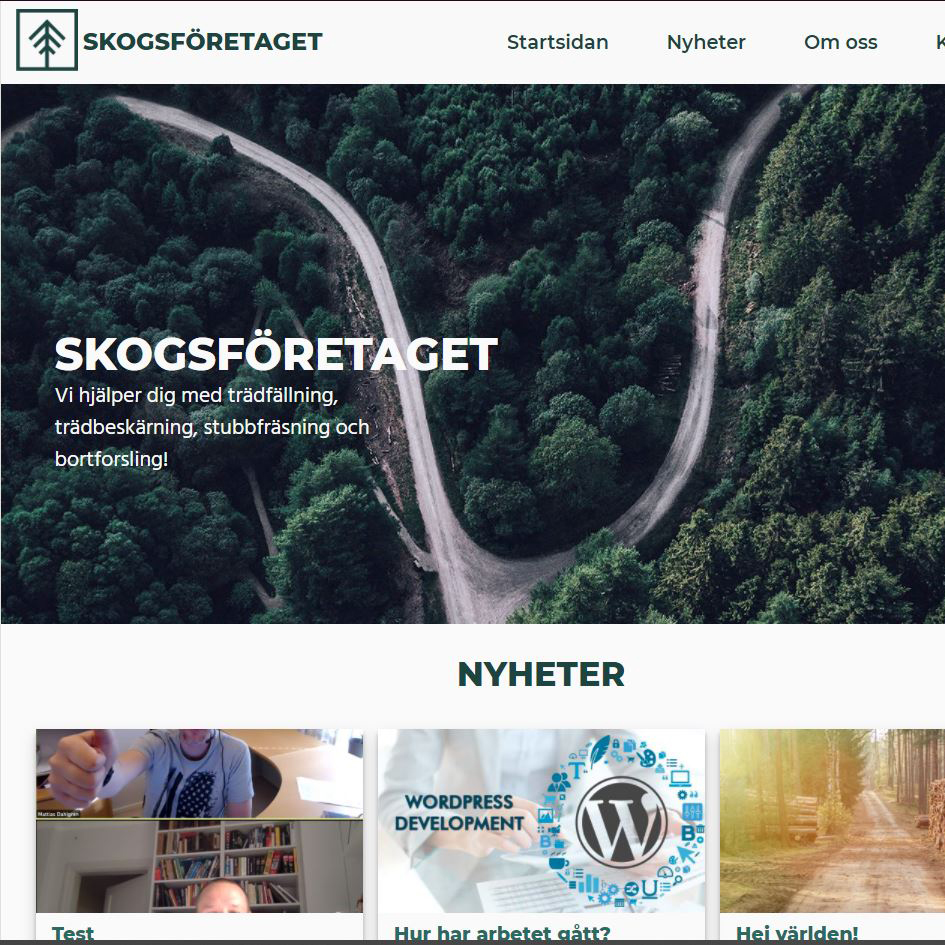 SKOGSFÖRETAGET
Startsidan Nyheter Om oss K
SKOGSFÖRETAGET
Vi hjälper dig med trädfällning,
trädbeskärning, stubbfräsning och
bortforsling!
NYHETER
Mattias Dahlgren
WORDPRESS
DEVELOPMENT
Test
Hur har arbetet gått?
Hej världen!